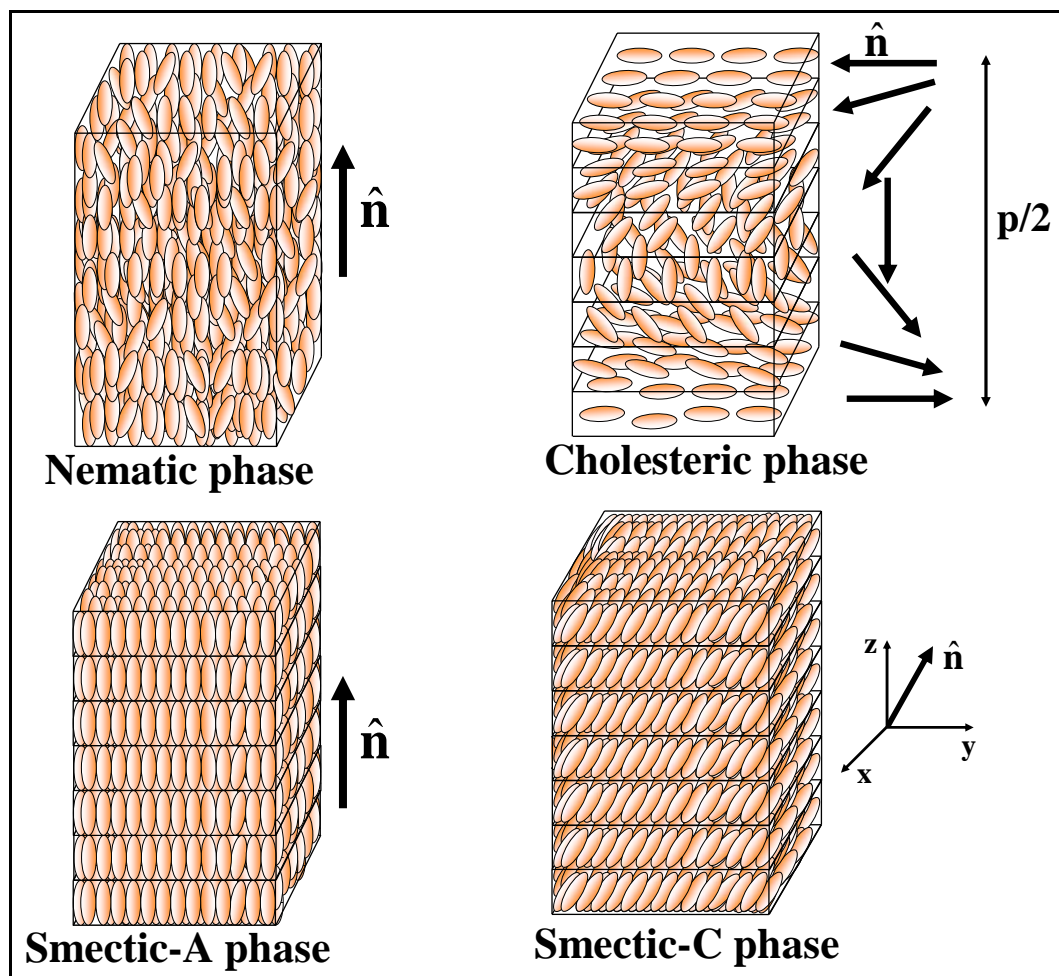 n̂
Nematic phase
n̂
p/2
Cholesteric phase
n̂
Smectic-A phase
z
n̂
y
x
Smectic-C phase